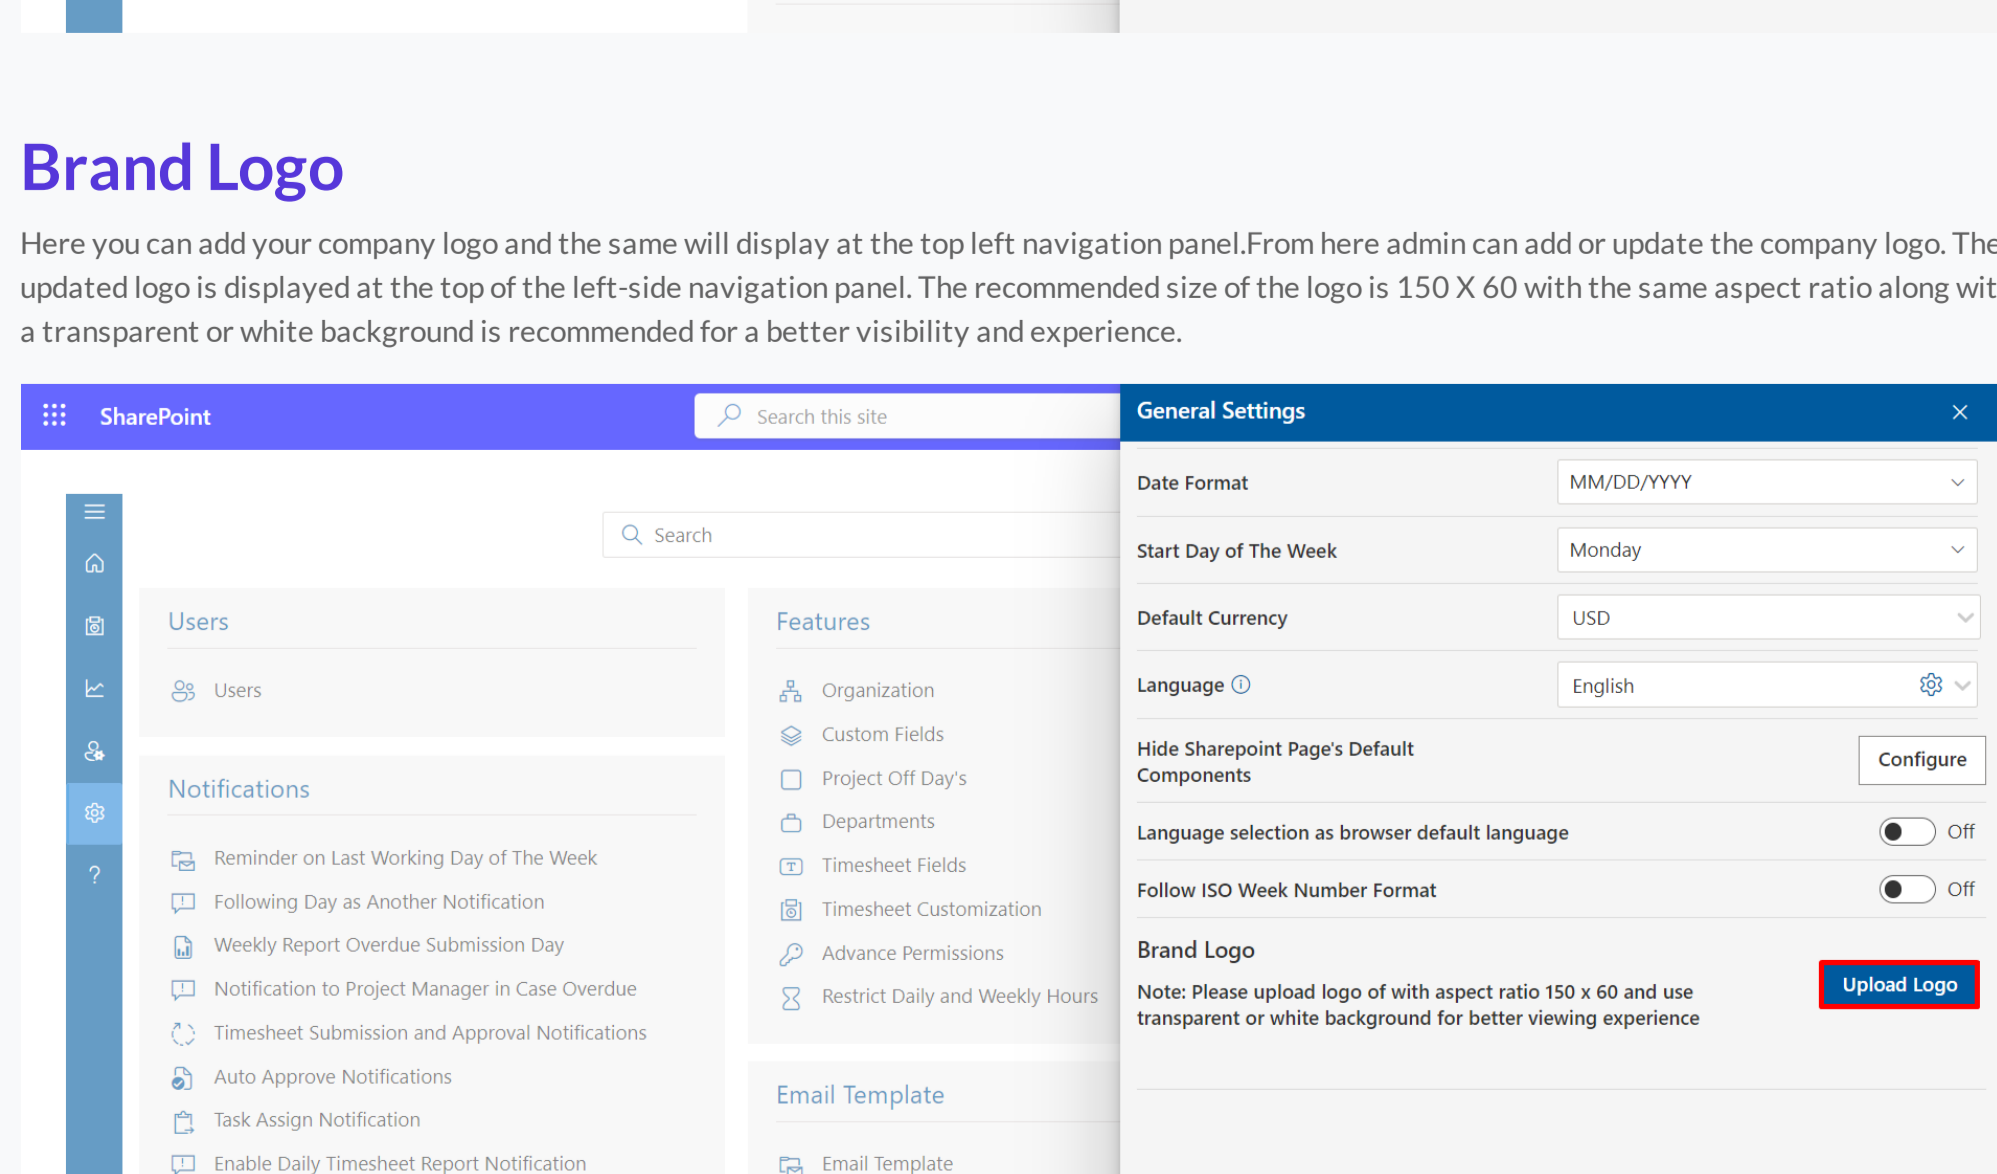 Brand Logo
Here you can add your company logo and the same will display at the top left navigation panel.From here admin can add or update the company logo. The
updated logo is displayed at the top of the left-side navigation panel. The recommended size of the logo is 150 X 60 with the same aspect ratio along wit
a transparent or white background is recommended for a better visibility and experience.
SharePoint
Search this site
Search
Users
Users
Notifications
Reminder on Last Working Day of The Week
Following Day as Another Notification
Weekly Report Overdue Submission Day
Notification to Project Manager in Case Overdue
Timesheet Submission and Approval Notifications
Auto Approve Notifications
Task Assign Notification
Enable Daily Timesheet Report Notification
Features
Organization
Custom Fields
Project Off Day's
Departments
Timesheet Fields
Timesheet Customization
Advance Permissions
Restrict Daily and Weekly Hours
Email Template
Email Template
General Settings
Date Format
MM/DD/YYYY
Start Day of The Week
Monday
Default Currency
USD
Language
English
Hide Sharepoint Page's Default
Components
Configure
Language selection as browser default language
Off
Follow ISO Week Number Format
Off
Brand Logo
Note: Please upload logo of with aspect ratio 150 x 60 and use
transparent or white background for better viewing experience
Upload Logo